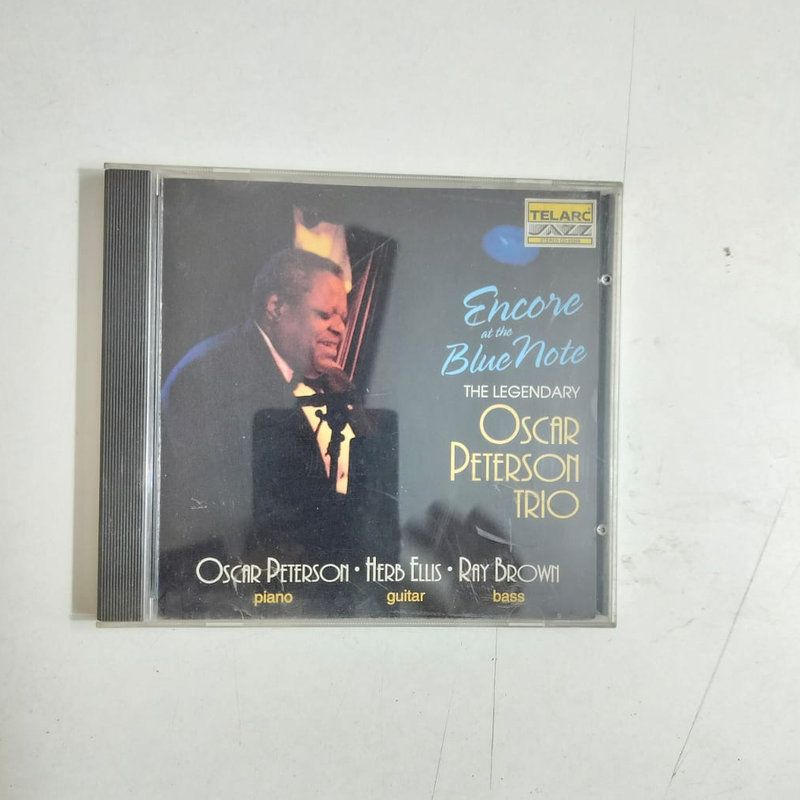 TELARC
JAZZ
Encore
at the
Blue Note
THE LEGENDARY
OSCAR
PETERSON
TRIO
OSCAR PETERSON • HERB ELLIS • RAY BROWN
piano guitar bass